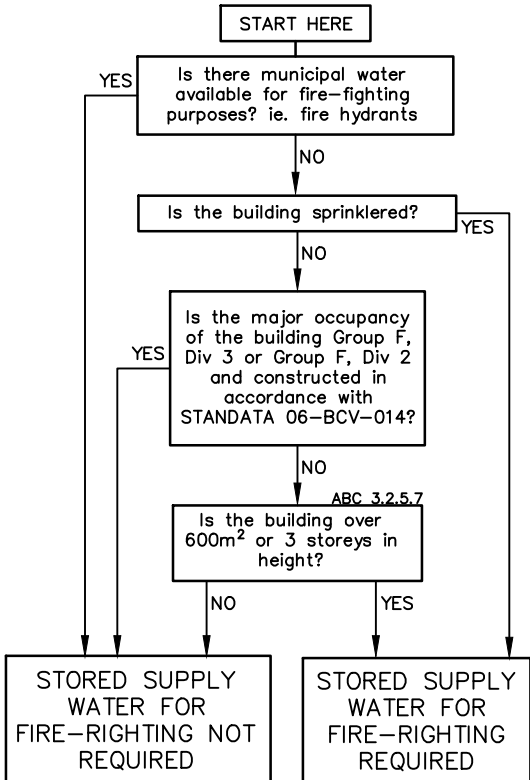 START HERE
YES
Is there municipal water
available for fire-fighting
purposes? ie. fire hydrants
NO
Is the building sprinklered?
YES
NO
Is the major occupancy
of the building Group F,
Div 3 or Group F, Div 2
and constructed in
accordance with
STANDATA 06-BCV-014?
YES
NO
ABC 3.2.5.7
Is the building over
600m² or 3 storeys in
height?
NO
YES
STORED SUPPLY
WATER FOR
FIRE-RIGHTING NOT
REQUIRED
STORED SUPPLY
WATER FOR
FIRE-RIGHTING
REQUIRED